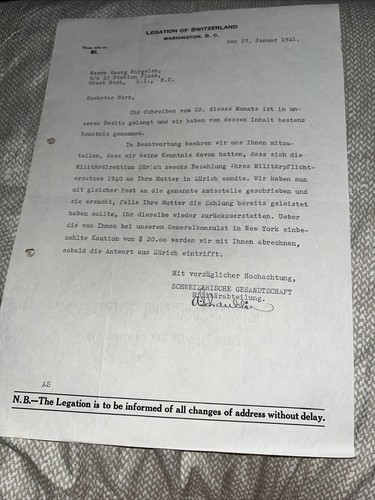 LEGATION OF SWITZERLAND
WASHINGTON, D. C.
Please refer to
den 27. Januar 1941.
Herrn Georg
c/o 23 Station Plaza,
Great Neck, L.I., N.Y.
Geehrter Herr,
Ihr Schreiben vom 22. dieses Monats ist in un-
seren Besitz gelangt und wir haben von dessen Inhalt bestens
Kenntnis genommen.
In Beantwortung beehren wir uns Ihnen mitzu-
teilen, dass wir keine Kenntnis davon hatten, dass sich die
Militärdirektion Zürich zwecks Bezahlung Ihres Militärpflicht-
ersatzes 1940 an Ihre Mutter in Zürich wandte. Wir haben nun
mit gleicher Post an die genannte Amtsstelle geschrieben und
sie ersucht, falls Ihre Mutter die Zahlung bereits geleistet
haben sollte, ihr dieselbe wieder zurückzuerstatten. Ueber
die von Ihnen bei unserem Generalkonsulat in New York einbe-
zahlte Kaution von $ 20.00 werden wir mit Ihnen abrechnen,
sobald die Antwort aus Zürich eintrifft.
Mit vorzüglicher Hochachtung,
SCHWEIZERISCHE GESANDTSCHAFT
Militärabteilung.
AS
N. B.—The Legation is to be informed of all changes of address without delay.